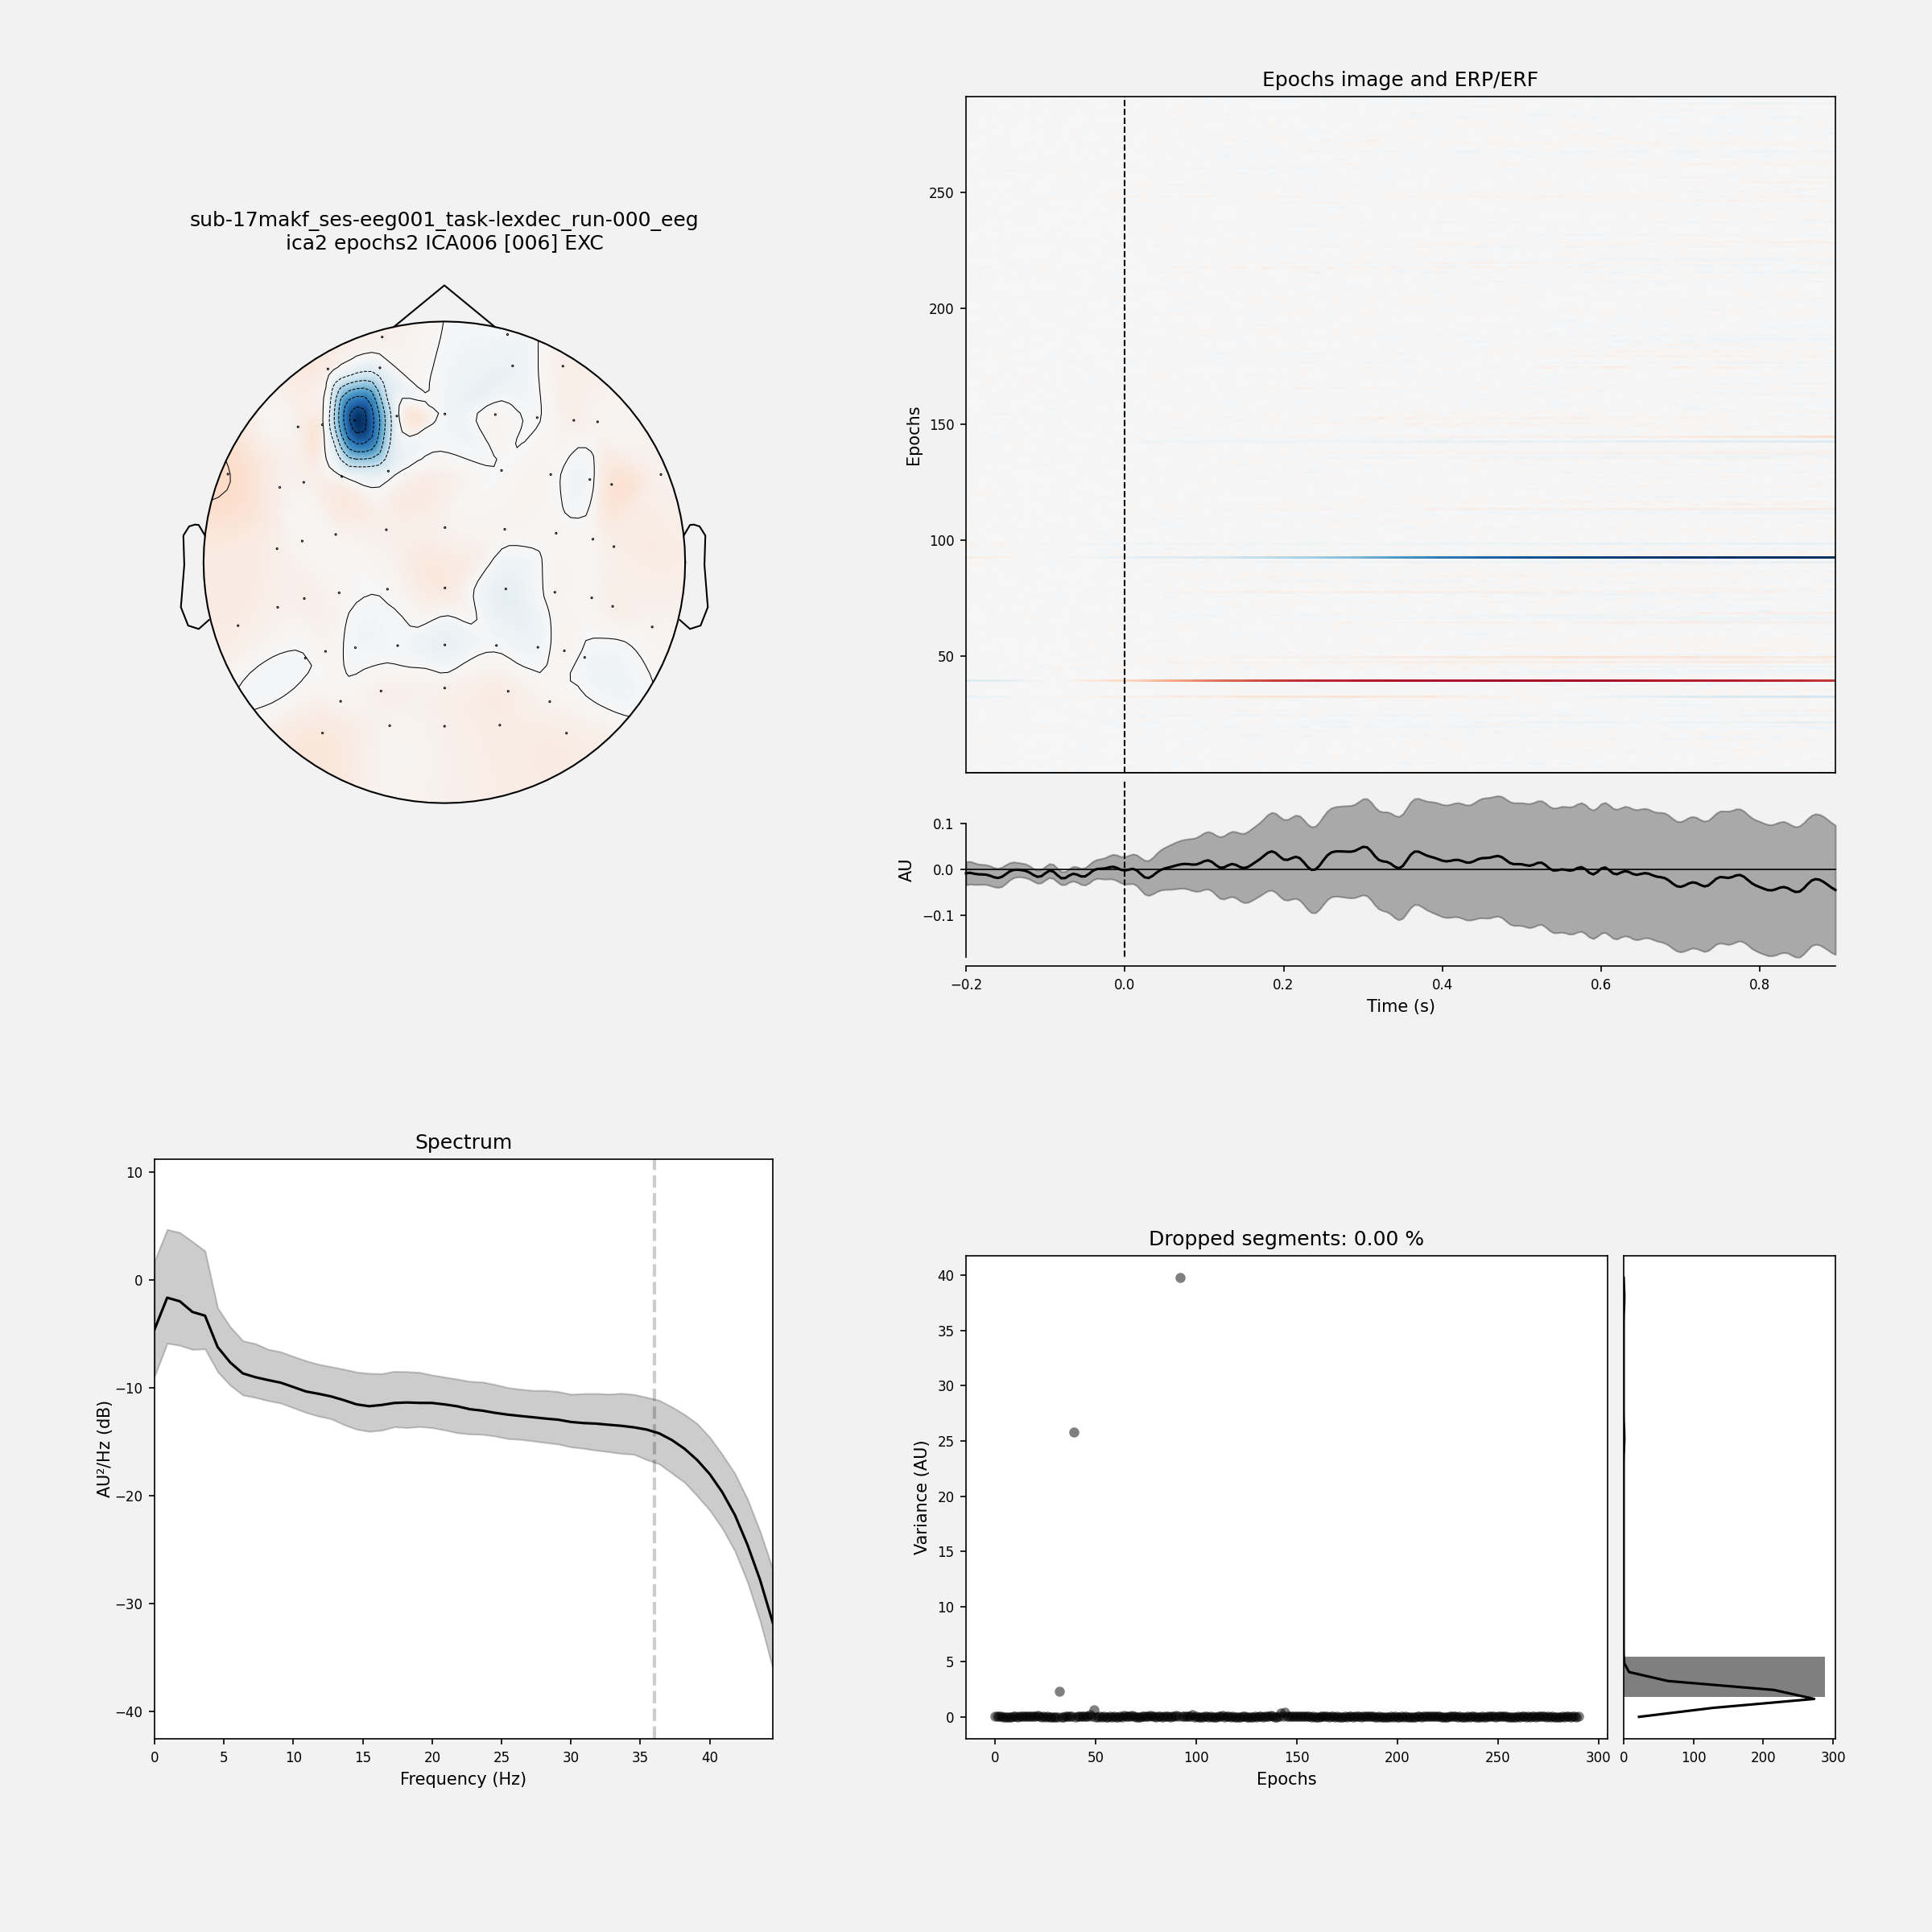 sub-17makf_ses-eeg001_task-lexdec_run-000_eeg
ica2 epochs2 ICA006 [006] EXC
Epochs image and ERP/ERF
Epochs
250
200
150
100
50
AU
0.1
0.0
−0.1
−0.2 0.0 0.2 0.4 0.6 0.8
Time (s)
Spectrum
AU²/Hz (dB)
10
0
−10
−20
−30
−40
0 5 10 15 20 25 30 35 40
Frequency (Hz)
Dropped segments: 0.00 %
Variance (AU)
40
35
30
25
20
15
10
5
0
0 50 100 150 200 250 300
Epochs
0 100 200 300